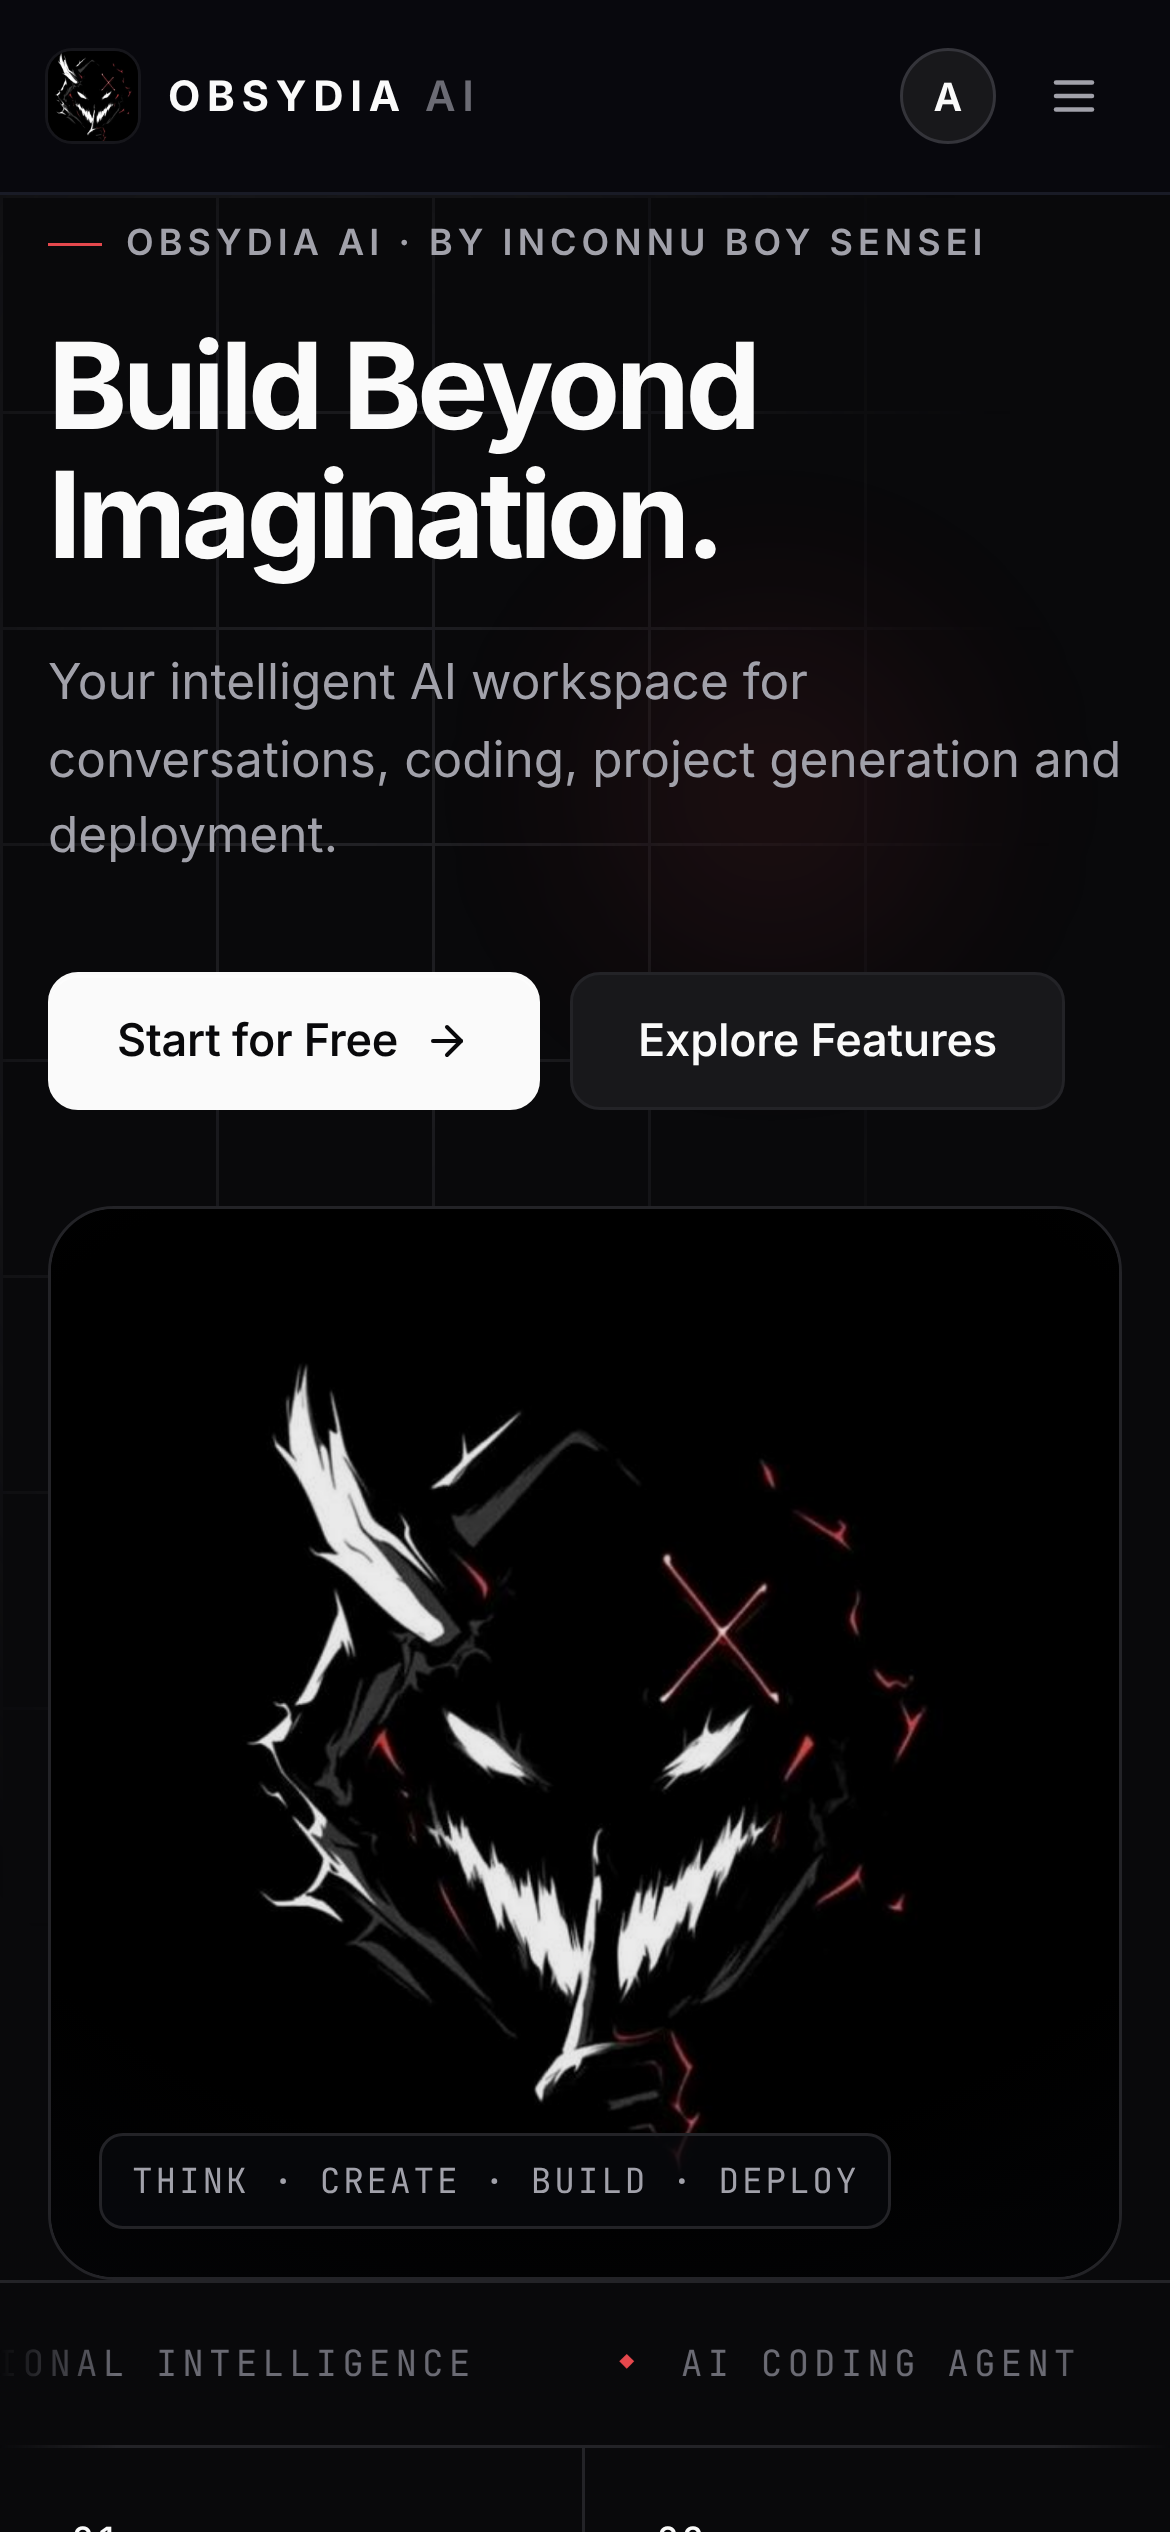 OBSYDIA AI
A
OBSYDIA AI · BY INCONNU BOY SENSEI
Build Beyond
Imagination.
Your intelligent AI workspace for
conversations, coding, project generation and
deployment.
Start for Free →
Explore Features
THINK · CREATE · BUILD · DEPLOY
INTELLIGENCE ◆ AI CODING AGENT